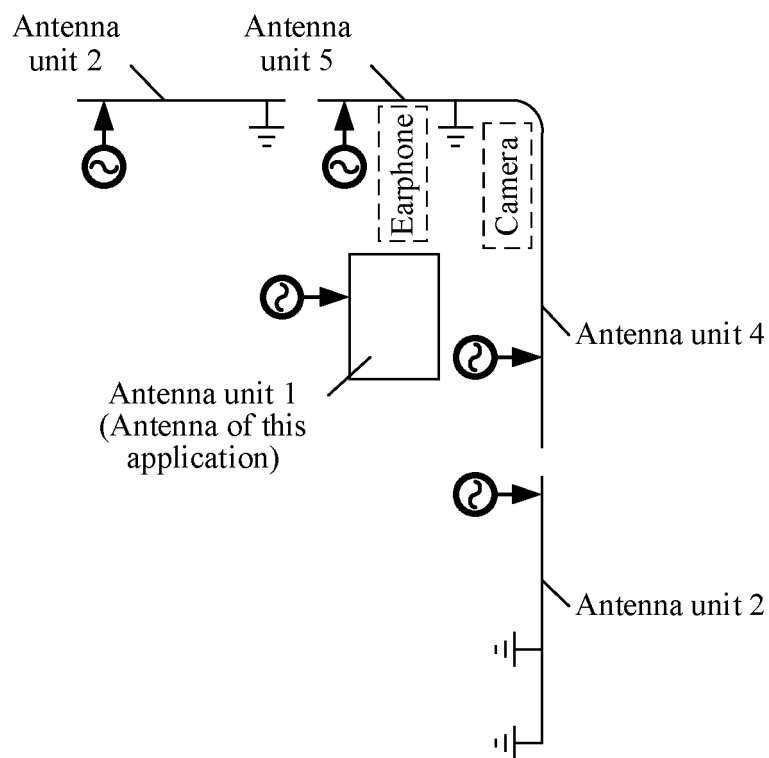 Antenna
unit 2
Antenna
unit 5
Earphone
Camera
Antenna unit 4
Antenna unit 1
(Antenna of this
application)
Antenna unit 2